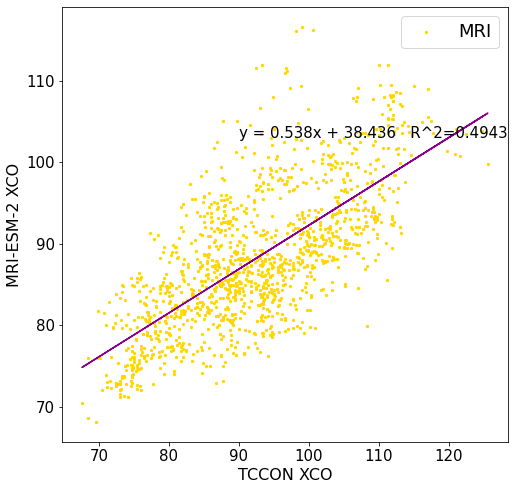 MRI
y = 0.538x + 38.436 R^2=0.4943
110
100
90
80
70
MRI-ESM-2 XCO
70 80 90 100 110 120
TCCON XCO